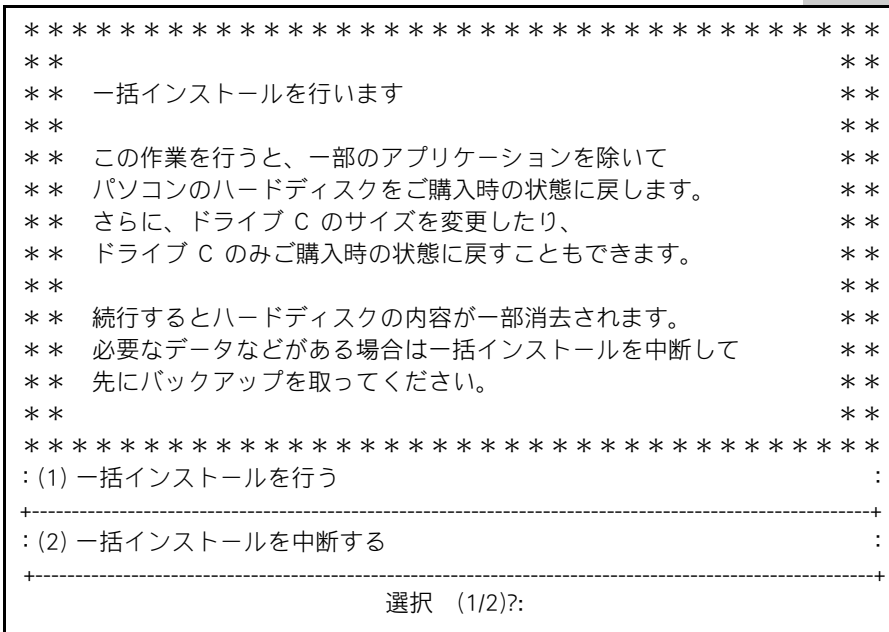 ************************************
** **
** 一括インストールを行います **
** **
** この作業を行うと、一部のアプリケーションを除いて **
** パソコンのハードディスクをご購入時の状態に戻します。 **
** さらに、ドライブ C のサイズを変更したり、 **
** ドライブ C のみご購入時の状態に戻すこともできます。 **
** **
** 続行するとハードディスクの内容が一部消去されます。 **
** 必要なデータなどがある場合は一括インストールを中断して **
** 先にバックアップを取ってください。 **
** **
************************************
: (1) 一括インストールを行う :
+---------------------------------------------------------------+
: (2) 一括インストールを中断する :
+---------------------------------------------------------------+
選択 (1/2)?: